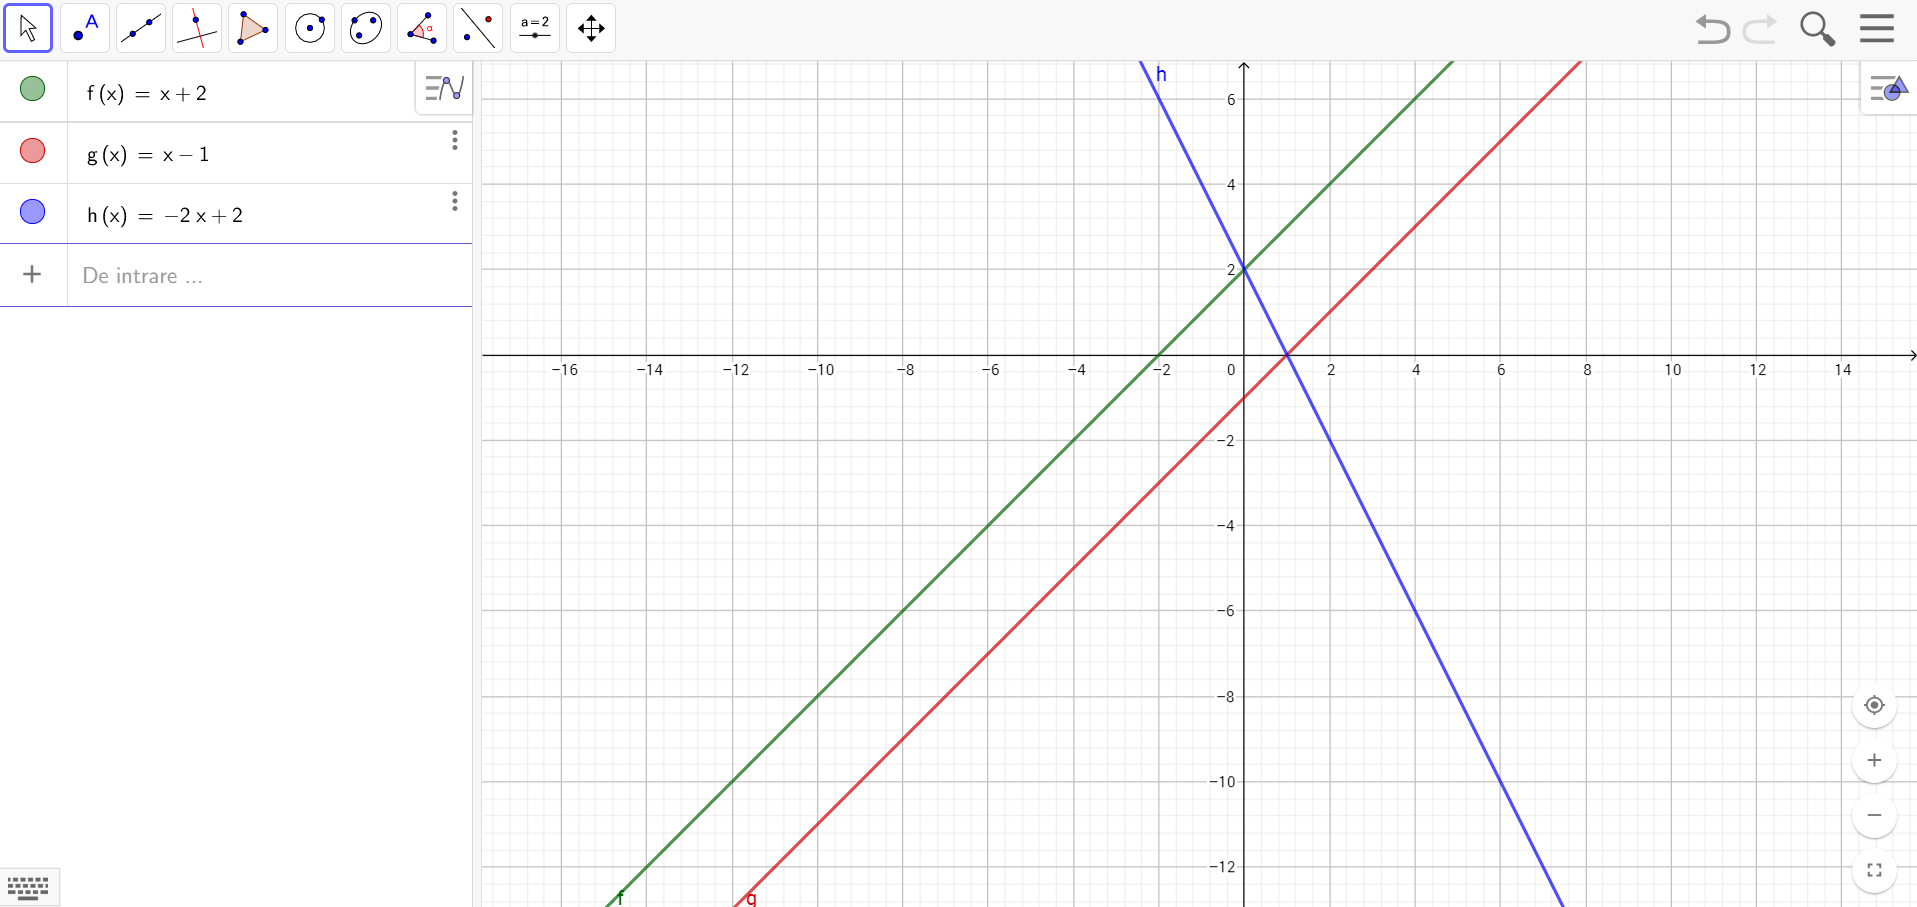 A
α
a=2
f(x) = x+2
g(x) = x−1
h(x) = −2x+2
+
De intrare ...
h
6
4
2
−16 −14 −12 −10 −8 −6 −4 −2 0 2 4 6 8 10 12 14
−2
−4
−6
−8
−10
−12
f
g